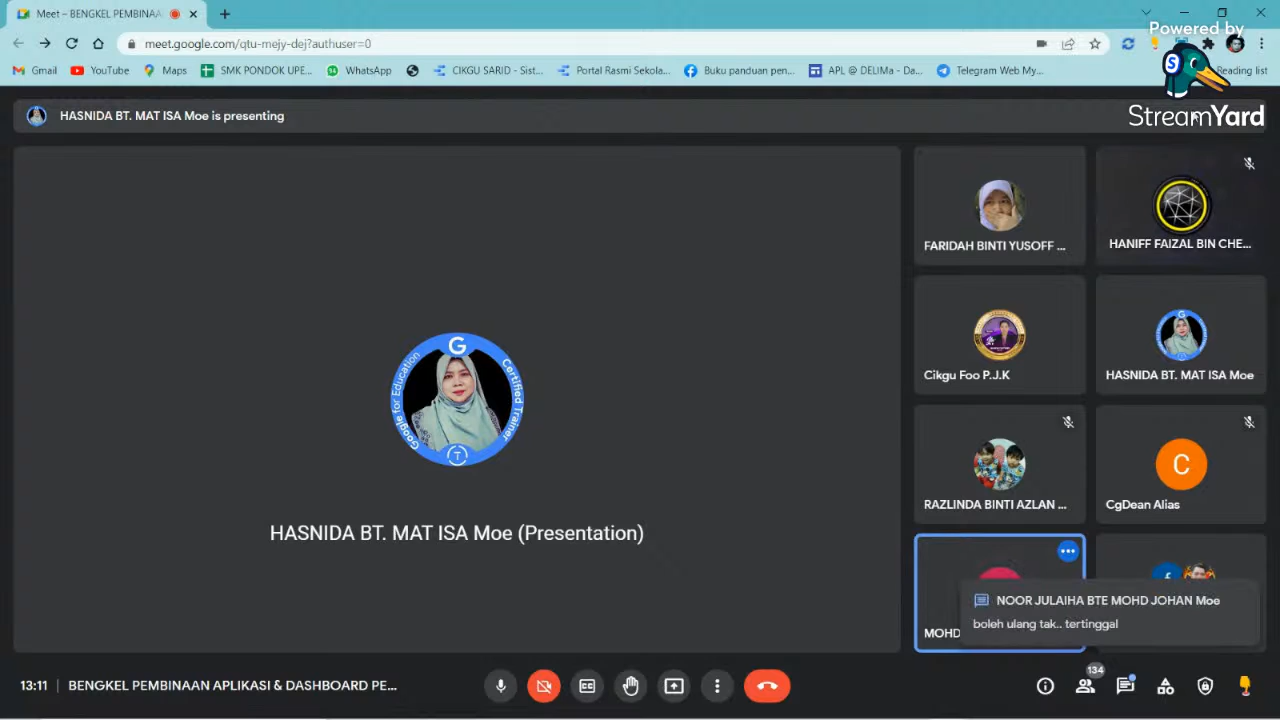 Meet – BENGKEL PEMBINAA
meet.google.com/qtu-mejy-dej?authuser=0
Powered by
Gmail
YouTube
Maps
SMK PONDOK UPE...
WhatsApp
CIKGU SARID - Sist...
Portal Rasmi Sekola...
Buku panduan pen...
APL @ DELIMa - Da...
Telegram Web My...
Reading list
S
StreamYard
HASNIDA BT. MAT ISA Moe is presenting
FARIDAH BINTI YUSOFF ...
HANIFF FAIZAL BIN CHE...
Google for Education
G
Certified Trainer
T
HASNIDA BT. MAT ISA Moe (Presentation)
Cikgu Foo P.J.K
HASNIDA BT. MAT ISA Moe
RAZLINDA BINTI AZLAN ...
C
CgDean Alias
NOOR JULAIHA BTE MOHD JOHAN Moe
boleh ulang tak.. tertinggal
MOHD
13:11
BENGKEL PEMBINAAN APLIKASI & DASHBOARD PE...
CC
134